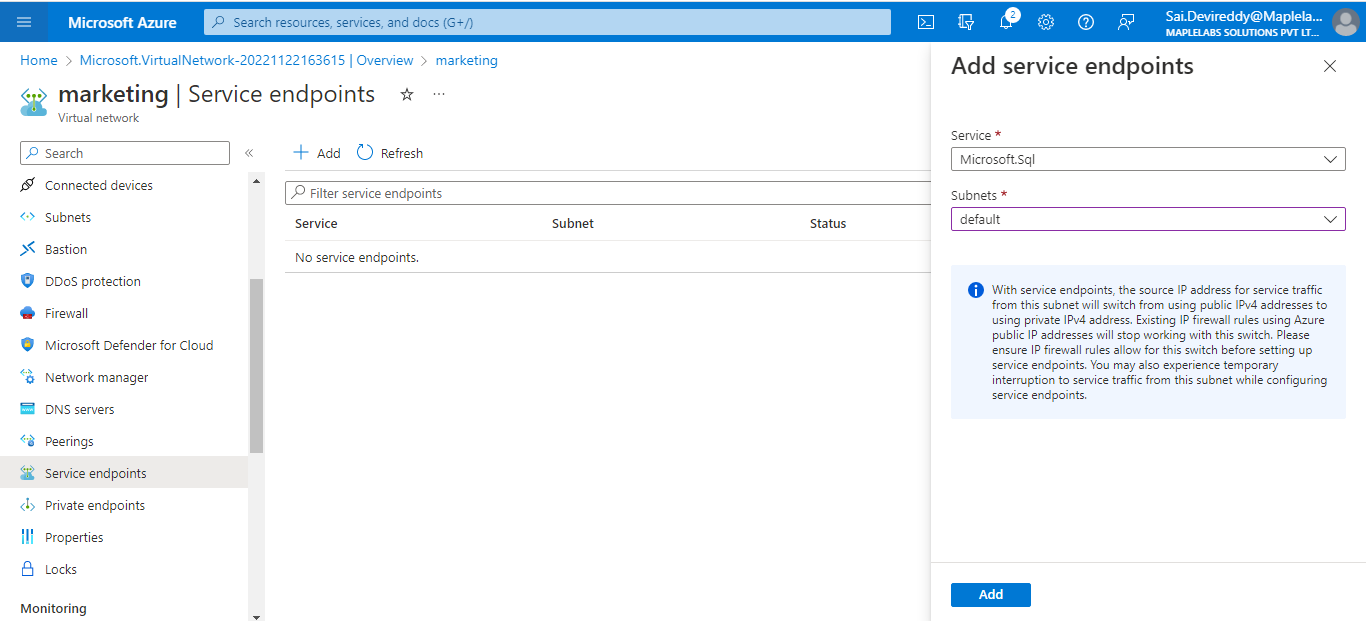 Microsoft Azure
Search resources, services, and docs (G+/)
2
Sai.Devireddy@Maplela...
MAPLELABS SOLUTIONS PVT LT...
Home > Microsoft.VirtualNetwork-20221122163615 | Overview > marketing
marketing | Service endpoints
Virtual network
Search
Connected devices
Subnets
Bastion
DDoS protection
Firewall
Microsoft Defender for Cloud
Network manager
DNS servers
Peerings
Service endpoints
Private endpoints
Properties
Locks
Monitoring
Add Refresh
Filter service endpoints
Service Subnet Status
No service endpoints.
Add service endpoints
Service *
Microsoft.Sql
Subnets *
default
With service endpoints, the source IP address for service traffic
from this subnet will switch from using public IPv4 addresses to
using private IPv4 address. Existing IP firewall rules using Azure
public IP addresses will stop working with this switch. Please
ensure IP firewall rules allow for this switch before setting up
service endpoints. You may also experience temporary
interruption to service traffic from this subnet while configuring
service endpoints.
Add